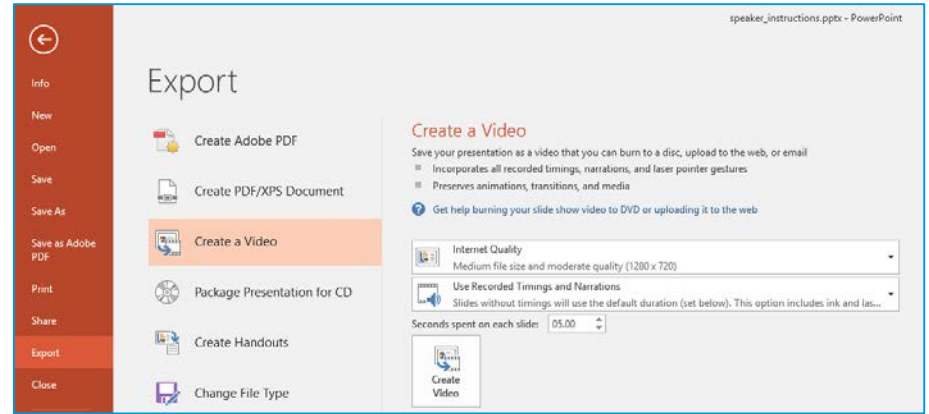 speaker_instructions.pptx - PowerPoint
Info
New
Open
Save
Save As
Save as Adobe
PDF
Print
Share
Export
Close
Export
Create Adobe PDF
Create PDF/XPS Document
Create a Video
Package Presentation for CD
Create Handouts
Change File Type
Create a Video
Save your presentation as a video that you can burn to a disc, upload to the web, or email
Incorporates all recorded timings, narrations, and laser pointer gestures
Preserves animations, transitions, and media
Get help burning your slide show video to DVD or uploading it to the web
Internet Quality
Medium file size and moderate quality (1280 x 720)
Use Recorded Timings and Narrations
Slides without timings will use the default duration (set below). This option includes ink and las...
Seconds spent on each slide: 05.00
Create
Video